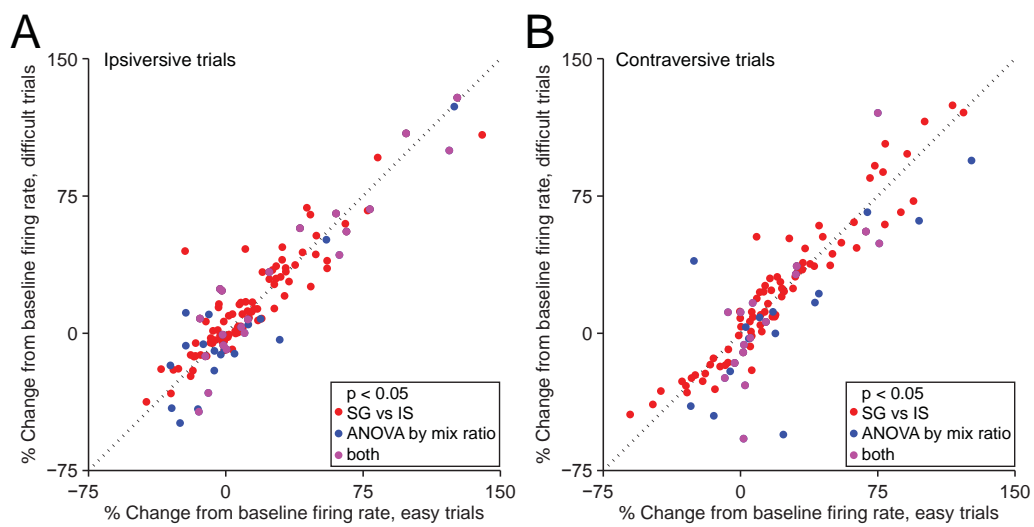 A
B
Ipsiversive trials
Contraversive trials
% Change from baseline firing rate, difficult trials
150
75
0
−75
−75
0
75
150
% Change from baseline firing rate, easy trials
p < 0.05
SG vs IS
ANOVA by mix ratio
both
% Change from baseline firing rate, difficult trials
150
75
0
−75
−75
0
75
150
% Change from baseline firing rate, easy trials
p < 0.05
SG vs IS
ANOVA by mix ratio
both